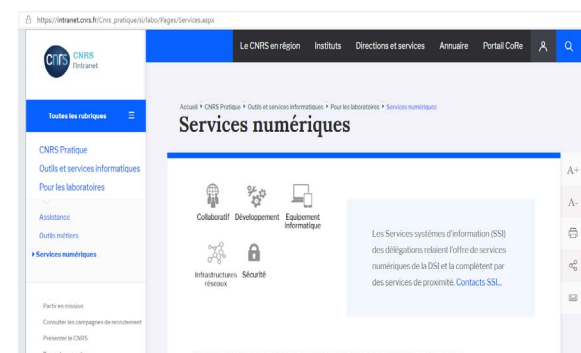 https://intranet.cnrs.fr/Cnrs_pratique/si/labo/Pages/Services.aspx
cnrs
CNRS
l'intranet
Le CNRS en région Instituts Directions et services Annuaire Portail CoRe
Toutes les rubriques
Accueil CNRS Pratique Outils et services informatiques Pour les laboratoires Services numériques
Services numériques
CNRS Pratique
Outils et services informatiques
Pour les laboratoires
Assistance
Outils métiers
Services numériques
Partir en mission
Consulter les campagnes de recrutement
Présenter le CNRS
Collaboratif Développement Equipement
Informatique
Infrastructures Sécurité
réseaux
Les Services systèmes d'information (SSI)
des délégations relaient l'offre de services
numériques de la DSI et la complètent par
des services de proximité. Contacts SSI...
A+
A-